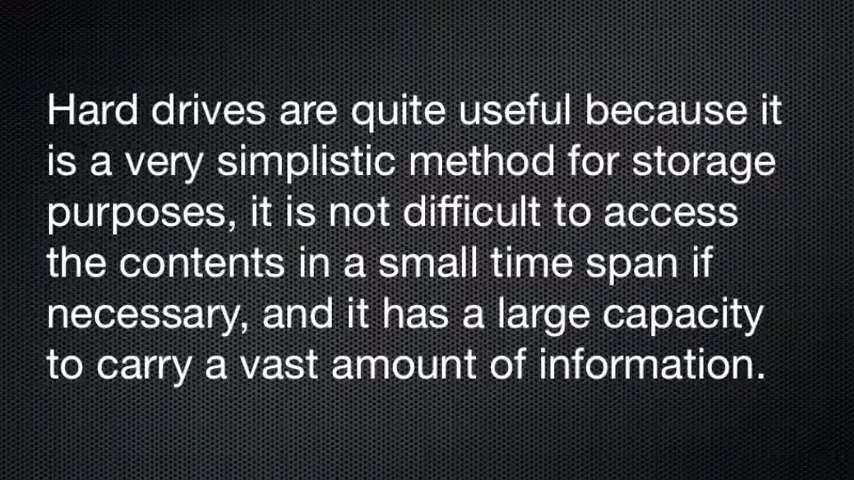 Hard drives are quite useful because it
is a very simplistic method for storage
purposes, it is not difficult to access
the contents in a small time span if
necessary, and it has a large capacity
to carry a vast amount of information.